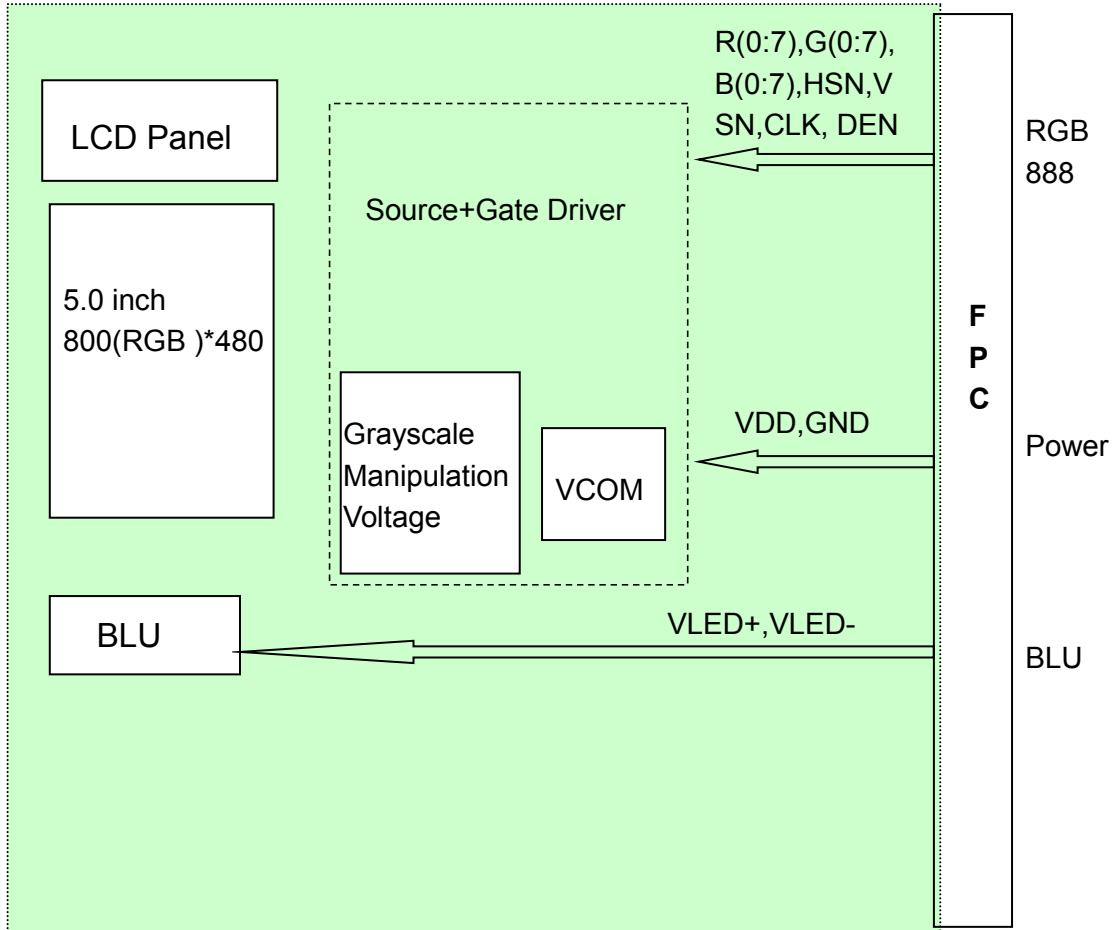 R(0:7),G(0:7),
B(0:7),HSN,V
SN,CLK, DEN
RGB
888
LCD Panel
Source+Gate Driver
5.0 inch
800(RGB )*480
F
P
C
Grayscale
Manipulation
Voltage
VCOM
VDD,GND
Power
BLU
VLED+,VLED-
BLU